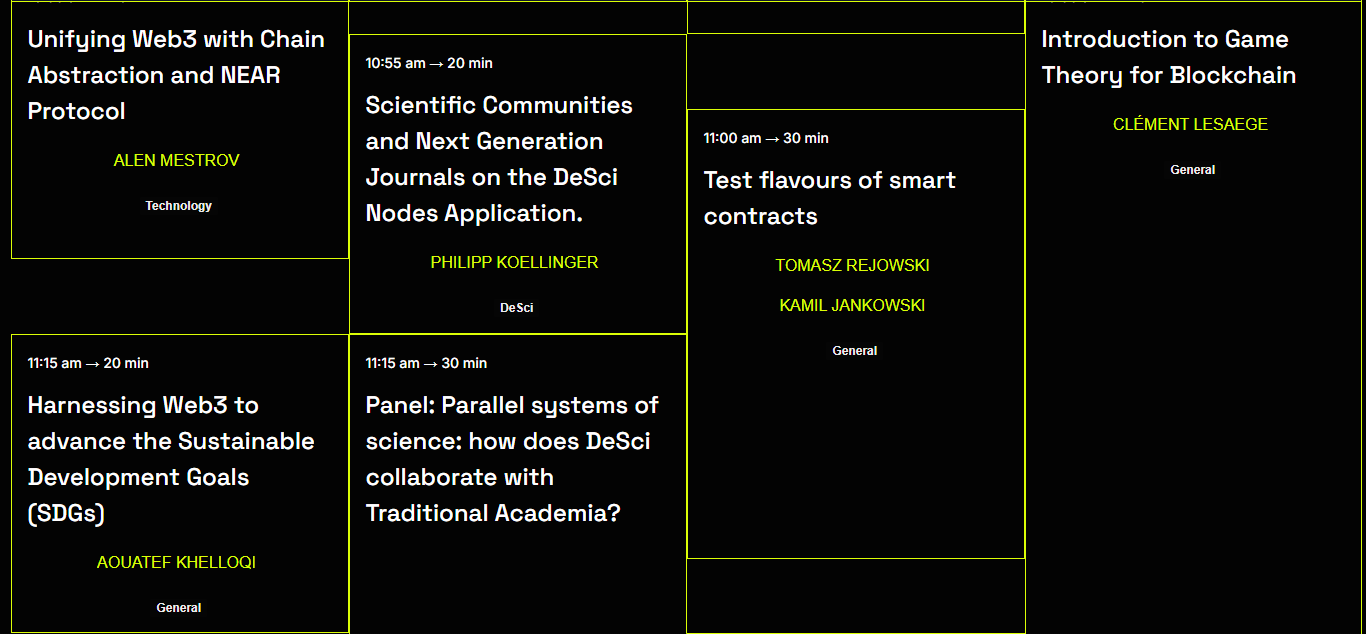 Unifying Web3 with Chain
Abstraction and NEAR
Protocol
ALEN MESTROV
Technology
11:15 am → 20 min
Harnessing Web3 to
advance the Sustainable
Development Goals
(SDGs)
AOUATEF KHELLOQI
General
10:55 am → 20 min
Scientific Communities
and Next Generation
Journals on the DeSci
Nodes Application.
PHILIPP KOELLINGER
DeSci
11:15 am → 30 min
Panel: Parallel systems of
science: how does DeSci
collaborate with
Traditional Academia?
11:00 am → 30 min
Test flavours of smart
contracts
TOMASZ REJOWSKI
KAMIL JANKOWSKI
General
Introduction to Game
Theory for Blockchain
CLÉMENT LESAEGE
General